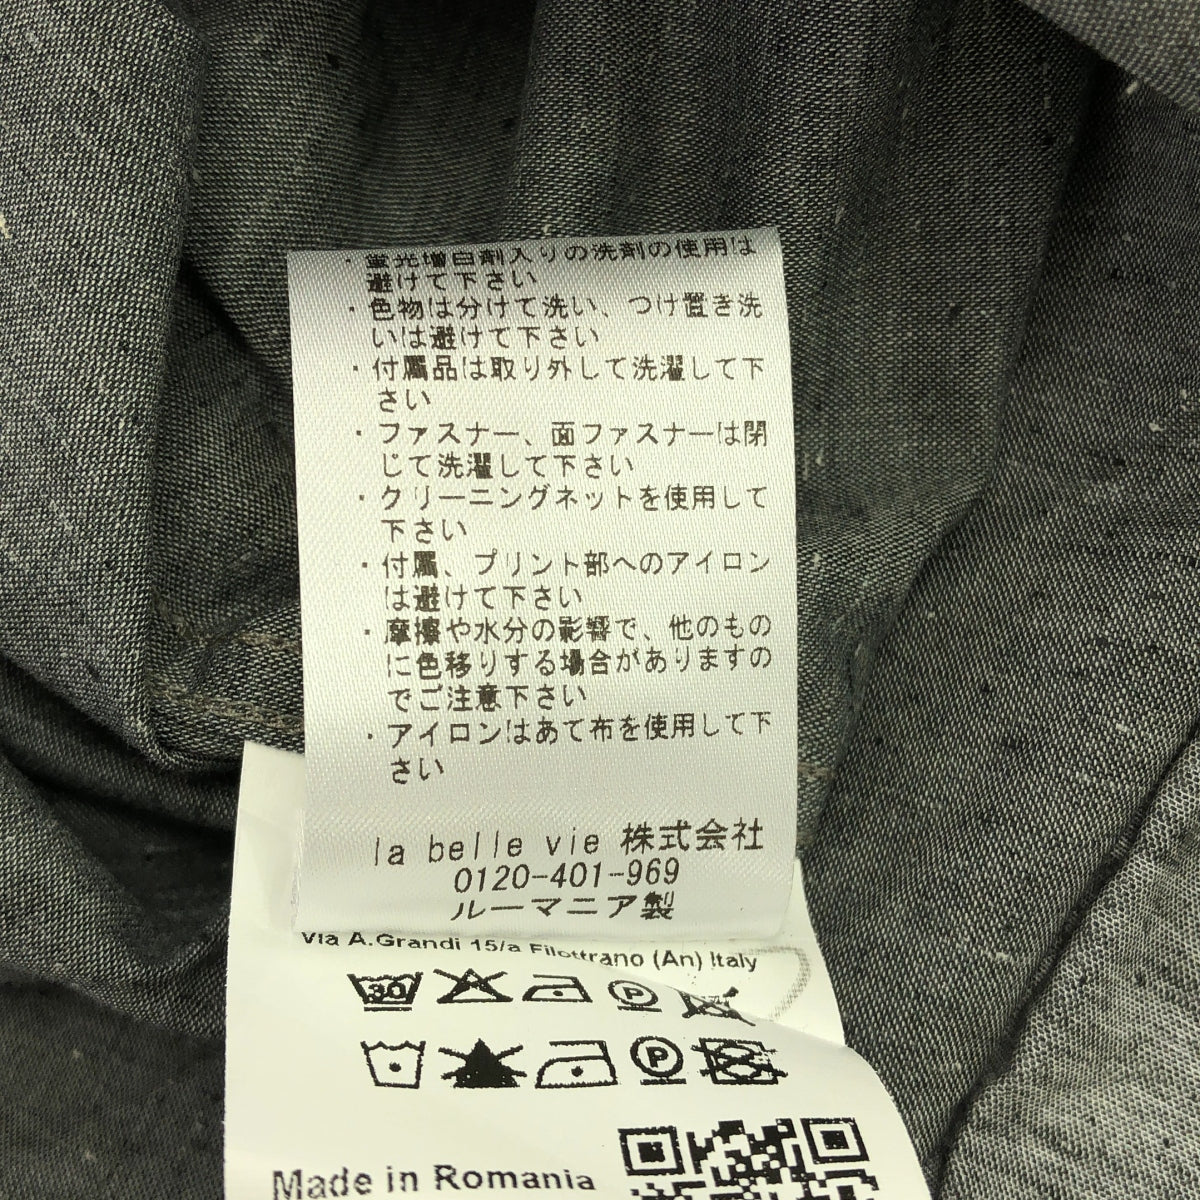 ・蛍光増白剤入りの洗剤の使用は
避けて下さい
・色物は分けて洗い、つけ置き洗
いは避けて下さい
・付属品は取り外して洗濯して下
さい
・ファスナー、面ファスナーは閉
じて洗濯して下さい
・クリーニングネットを使用して
下さい
・付属、プリント部へのアイロン
は避けて下さい
・摩擦や水分の影響で、他のもの
に色移りする場合がありますの
でご注意下さい
・アイロンはあて布を使用して下
さい
la belle vie 株式会社
0120-401-969
ルーマニア製
Via A.Grandi 15/a Filottrano (An) Italy
30
P
P
Made in Romania